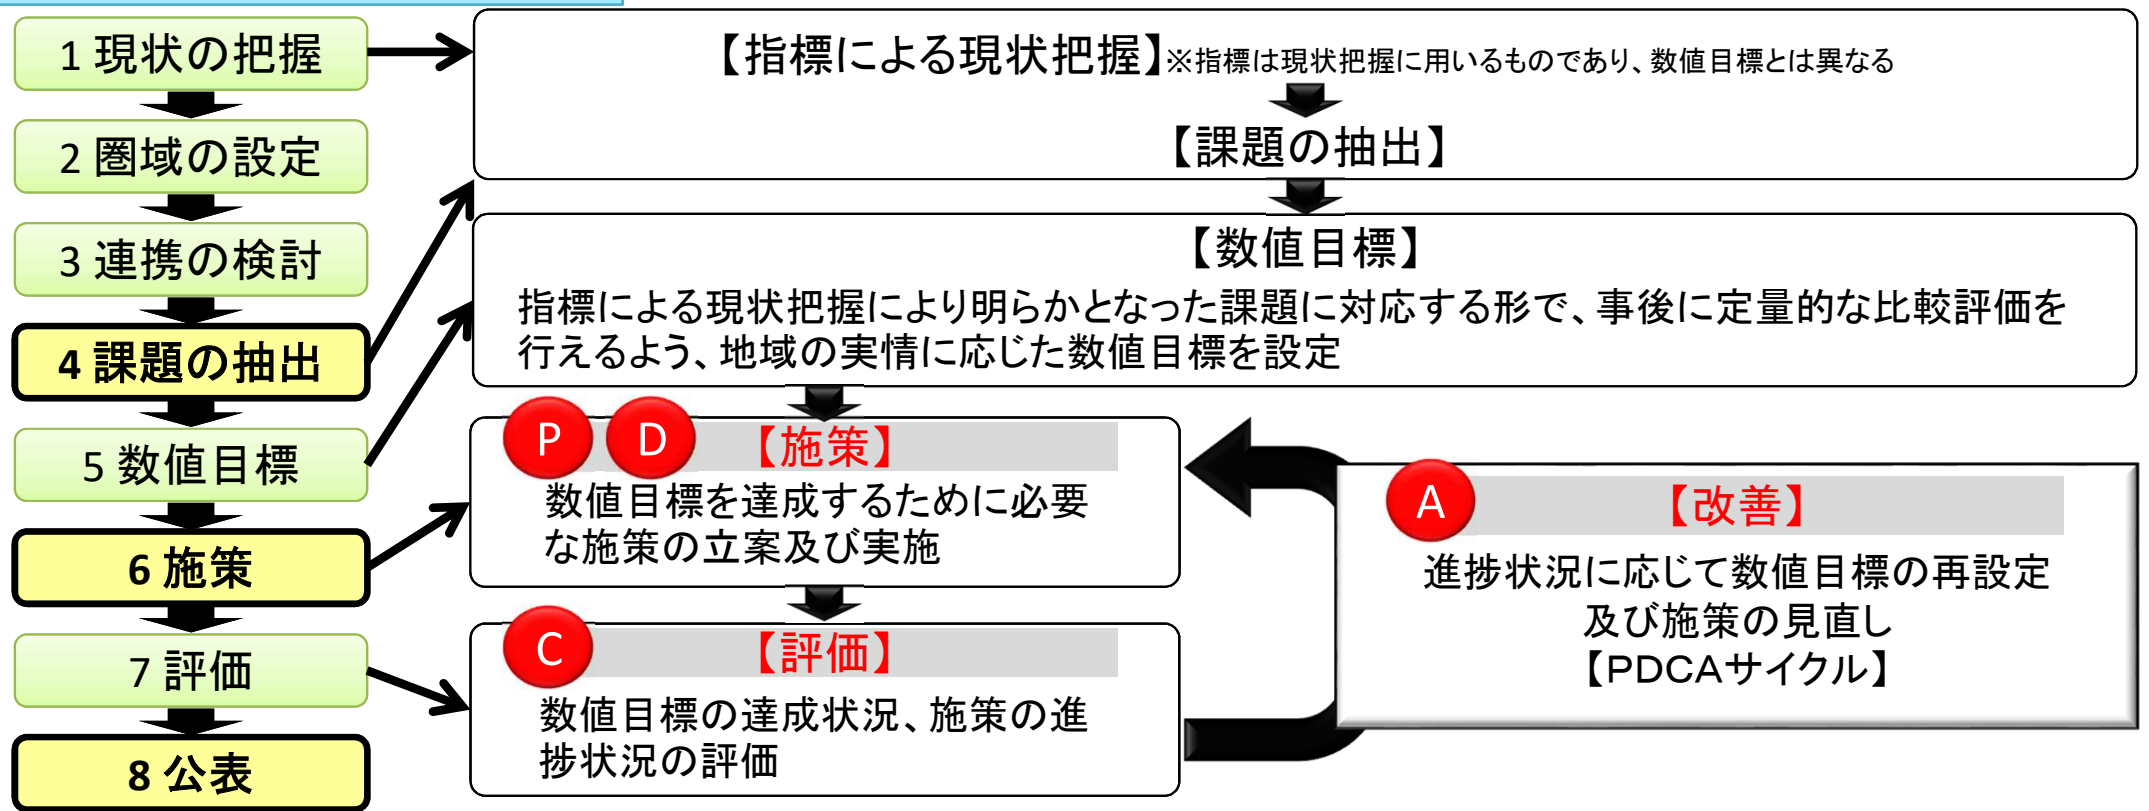 1 現状の把握
2 圏域の設定
3 連携の検討
4 課題の抽出
5 数値目標
6 施策
7 評価
8 公表
【指標による現状把握】※指標は現状把握に用いるものであり、数値目標とは異なる
【課題の抽出】
【数値目標】
指標による現状把握により明らかとなった課題に対応する形で、事後に定量的な比較評価を
行えるよう、地域の実情に応じた数値目標を設定
P D 【施策】
数値目標を達成するために必要
な施策の立案及び実施
C 【評価】
数値目標の達成状況、施策の進
捗状況の評価
A 【改善】
進捗状況に応じて数値目標の再設定
及び施策の見直し
【PDCAサイクル】